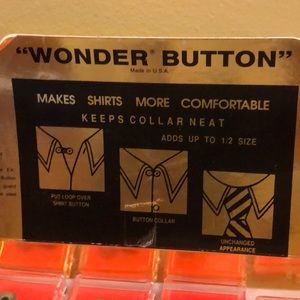 "WONDER® BUTTON"
Made in U.S.A.
MAKES SHIRTS MORE COMFORTABLE
KEEPS COLLAR NEAT
ADDS UP TO 1/2 SIZE
PUT LOOP OVER
SHIRT BUTTON
BUTTON COLLAR
UNCHANGED
APPEARANCE